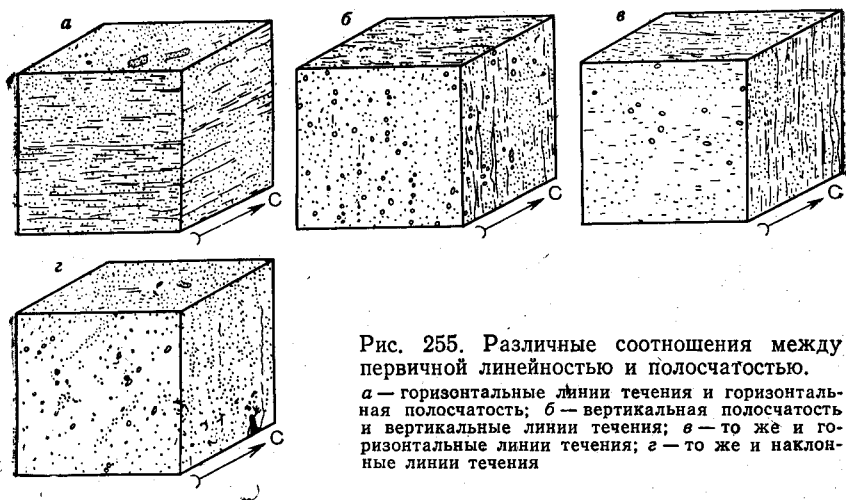 а
б
в
С
С
С
г
С
Рис. 255. Различные соотношения между
первичной линейностью и полосчатостью.
а — горизонтальные линии течения и горизонталь-
ная полосчатость; б — вертикальная полосчатость
и вертикальные линии течения; в — то же и го-
ризонтальные линии течения; г — то же и наклон-
ные линии течения